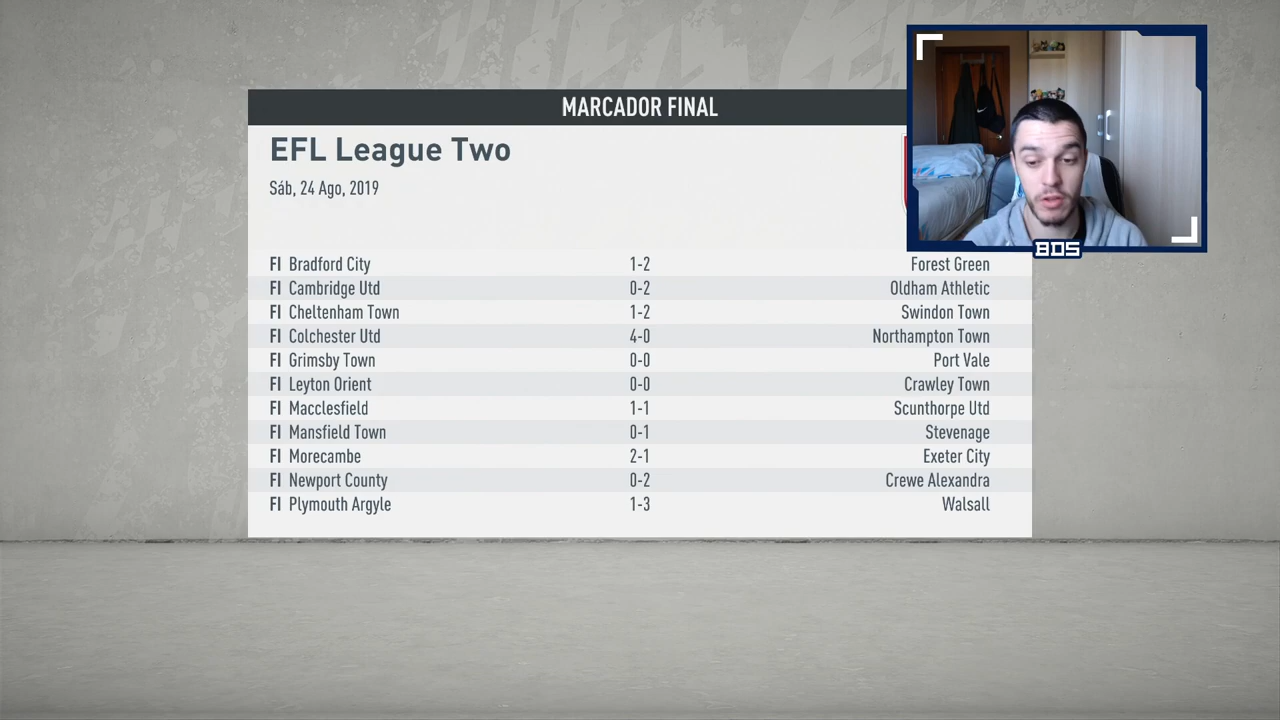 MARCADOR FINAL
EFL League Two
Sáb, 24 Ago, 2019
BDS
FI Bradford City 1-2 Forest Green
FI Cambridge Utd 0-2 Oldham Athletic
FI Cheltenham Town 1-2 Swindon Town
FI Colchester Utd 4-0 Northampton Town
FI Grimsby Town 0-0 Port Vale
FI Leyton Orient 0-0 Crawley Town
FI Macclesfield 1-1 Scunthorpe Utd
FI Mansfield Town 0-1 Stevenage
FI Morecambe 2-1 Exeter City
FI Newport County 0-2 Crewe Alexandra
FI Plymouth Argyle 1-3 Walsall